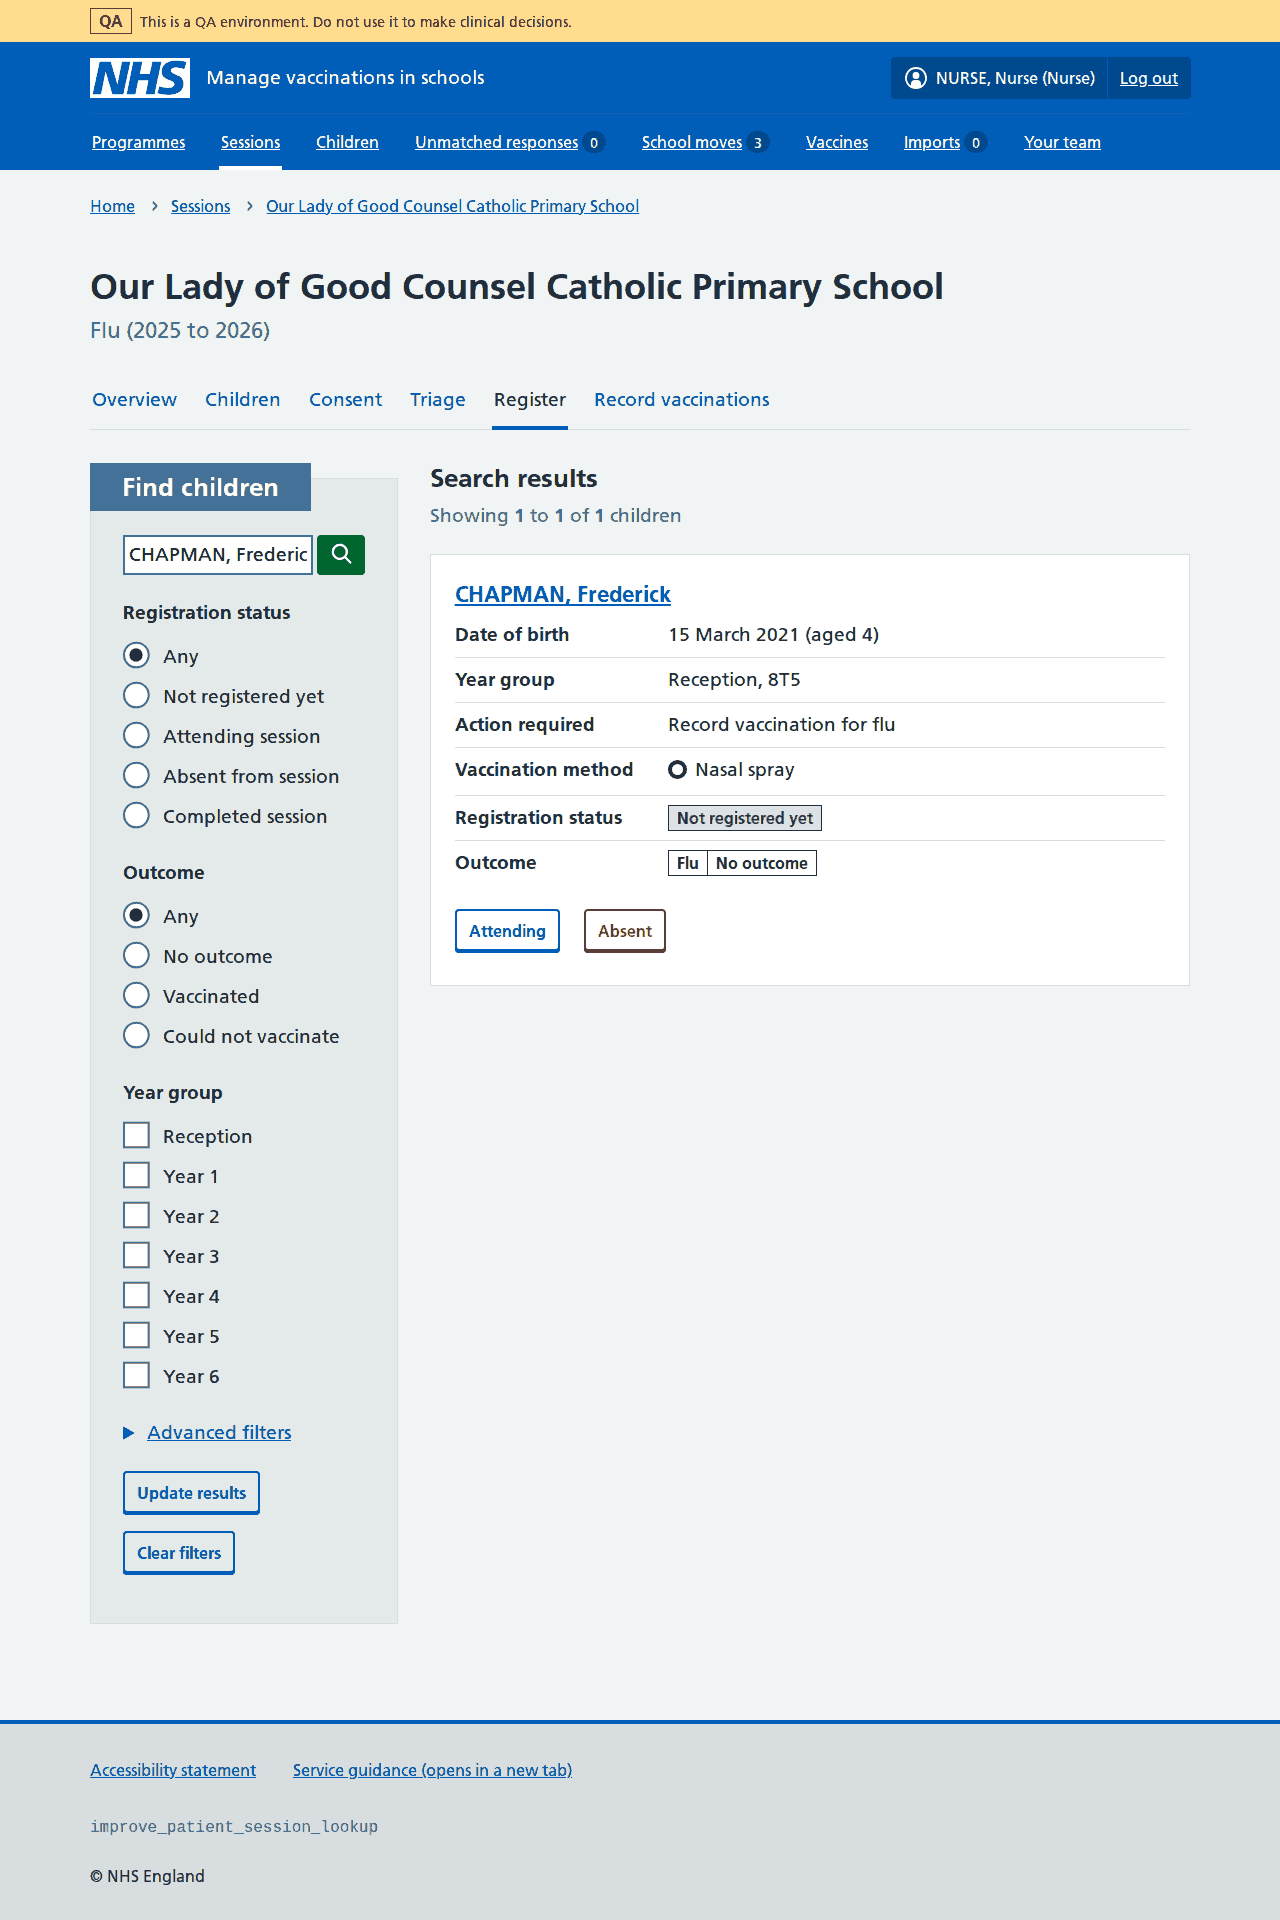 QA This is a QA environment. Do not use it to make clinical decisions.
NHS Manage vaccinations in schools NURSE, Nurse (Nurse) Log out
Programmes Sessions Children Unmatched responses 0 School moves 3 Vaccines Imports 0 Your team
Home Sessions Our Lady of Good Counsel Catholic Primary School
Our Lady of Good Counsel Catholic Primary School
Flu (2025 to 2026)
Overview Children Consent Triage Register Record vaccinations
Find children
CHAPMAN, Frederic
Registration status
Any
Not registered yet
Attending session
Absent from session
Completed session
Outcome
Any
No outcome
Vaccinated
Could not vaccinate
Year group
Reception
Year 1
Year 2
Year 3
Year 4
Year 5
Year 6
Advanced filters
Update results
Clear filters
Search results
Showing 1 to 1 of 1 children
CHAPMAN, Frederick
Date of birth 15 March 2021 (aged 4)
Year group Reception, 8T5
Action required Record vaccination for flu
Vaccination method Nasal spray
Registration status Not registered yet
Outcome Flu No outcome
Attending Absent
Accessibility statement Service guidance (opens in a new tab)
improve_patient_session_lookup
© NHS England